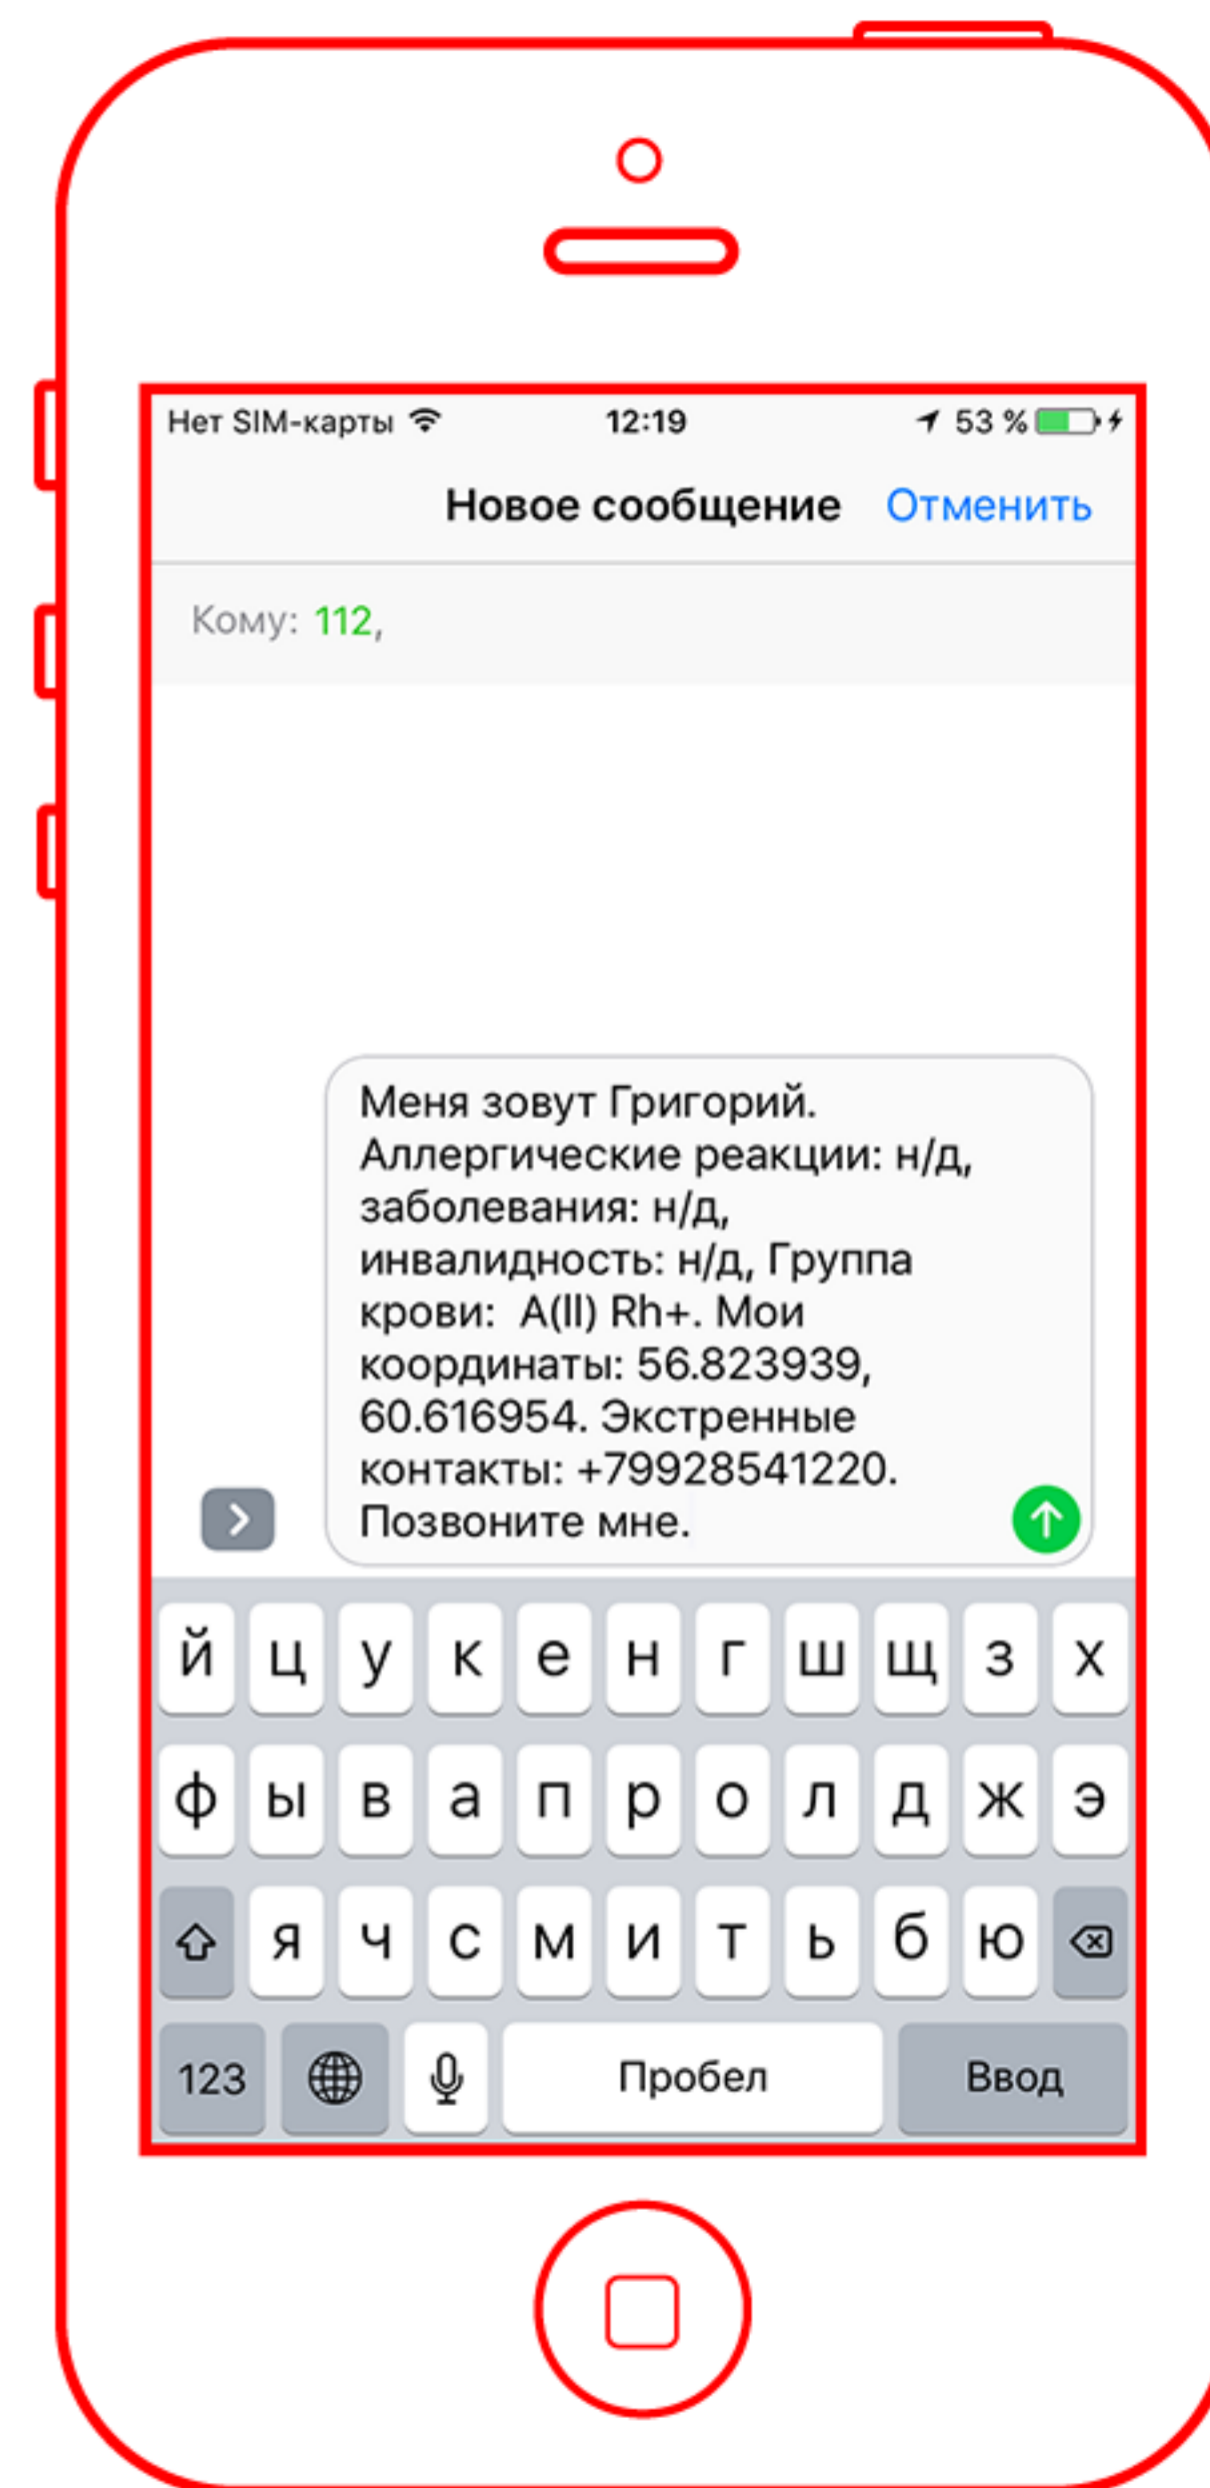 Нет SIM-карты 12:19 53 %
Новое сообщение Отменить
Кому: 112,
Меня зовут Григорий.
Аллергические реакции: н/д,
заболевания: н/д,
инвалидность: н/д, Группа
крови:  A(II) Rh+. Мои
координаты: 56.823939,
60.616954. Экстренные
контакты: +79928541220.
Позвоните мне.
й ц у к е н г ш щ з х
ф ы в а п р о л д ж э
я ч с м и т ь б ю
123 Пробел Ввод